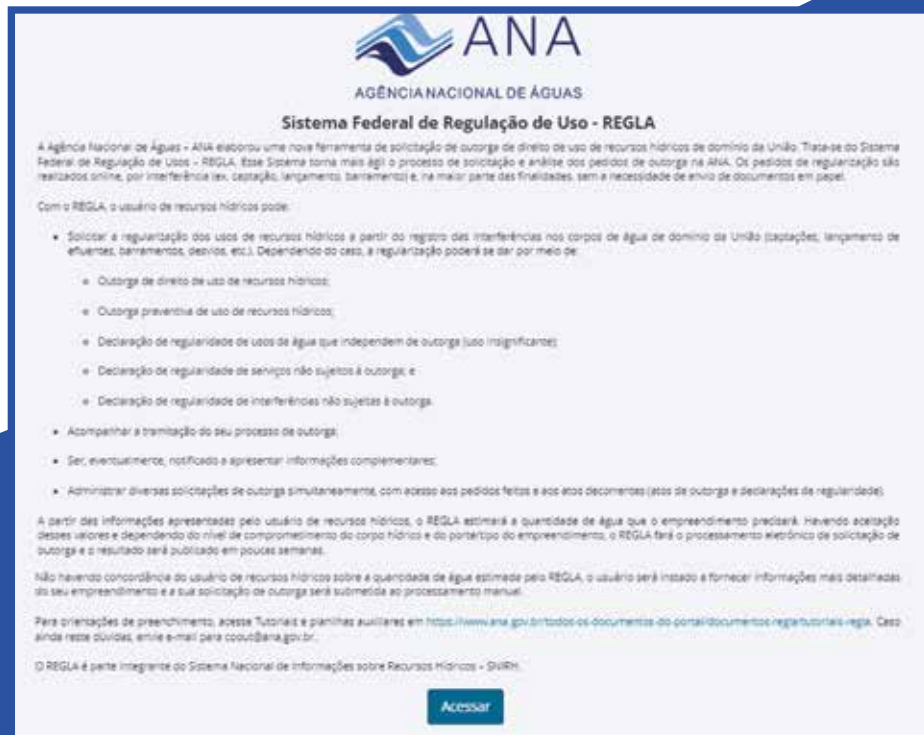 ANA
AGÊNCIA NACIONAL DE ÁGUAS
Sistema Federal de Regulação de Uso - REGLA
A Agência Nacional de Águas - ANA elaborou uma nova ferramenta de solicitação de outorga de direito de uso de recursos hídricos de domínio da União. Trata-se do Sistema
Federal de Regulação de Usos - REGLA. Esse Sistema torna mais ágil o processo de solicitação e análise dos pedidos de outorga na ANA. Os pedidos de regularização são
realizados online, por interferência (ex. captação, lançamento, barramento) e, na maior parte das finalidades, sem a necessidade de envio de documentos em papel.
Com o REGLA, o usuário de recursos hídricos pode:
• Solicitar a regularização dos usos de recursos hídricos a partir do registro das interferências nos corpos de água de domínio da União (captações, lançamento de
efluentes, barramentos, desvios, etc.). Dependendo do caso, a regularização poderá se dar por meio de:
Outorga de direito de uso de recursos hídricos;
Outorga preventiva de uso de recursos hídricos;
Declaração de regularidade de usos de água que independem de outorga (uso insignificante);
Declaração de regularidade de serviços não sujeitos à outorga; e
Declaração de regularidade de interferências não sujeitas à outorga.
• Acompanhar a tramitação do seu processo de outorga;
• Ser, eventualmente, notificado a apresentar informações complementares;
• Administrar diversas solicitações de outorga simultaneamente, com acesso aos pedidos feitos e aos atos decorrentes (atos de outorga e declarações de regularidade).
A partir das informações apresentadas pelo usuário de recursos hídricos, o REGLA estimará a quantidade de água que o empreendimento precisará. Havendo aceitação
desses valores e dependendo do nível de comprometimento do corpo hídrico e do porte/tipo do empreendimento, o REGLA fará o processamento eletrônico da solicitação de
outorga e o resultado será publicado em poucas semanas.
Não havendo concordância do usuário de recursos hídricos sobre a quantidade de água estimada pelo REGLA, o usuário será instado a fornecer informações mais detalhadas
do seu empreendimento e a sua solicitação de outorga será submetida ao processamento manual.
Para orientações de preenchimento, acesse Tutoriais e planilhas auxiliares em https://www.ana.gov.br/todos-os-documentos-do-portal/documentos-regla/tutoriais-regla. Caso
ainda reste dúvidas, envie e-mail para coout@ana.gov.br.
O REGLA é parte integrante do Sistema Nacional de Informações sobre Recursos Hídricos - SNIRH.
Acessar